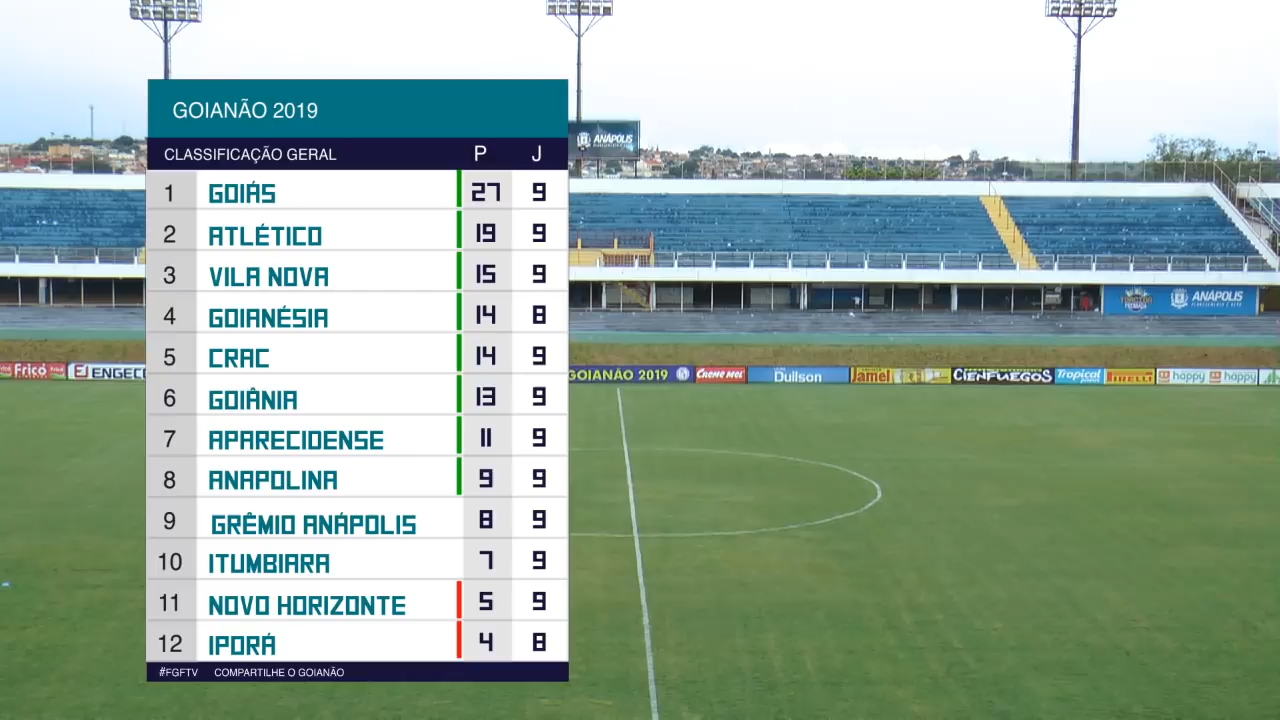 GOIANÃO 2019
CLASSIFICAÇÃO GERAL P J
1 GOIÁS 27 9
2 ATLÉTICO 19 9
3 VILA NOVA 15 9
4 GOIANÉSIA 14 8
5 CRAC 14 9
6 GOIÂNIA 13 9
7 APARECIDENSE 11 9
8 ANAPOLINA 9 9
9 GRÊMIO ANÁPOLIS 8 9
10 ITUMBIARA 7 9
11 NOVO HORIZONTE 5 9
12 IPORÁ 4 8
#FGFTV COMPARTILHE O GOIANÃO
ANÁPOLIS
ANÁPOLIS
Fricó ENGECO GOIANÃO 2019 CREME MEL Dullson Jamel CIENFUEGOS Tropical PIRELLI happy happy